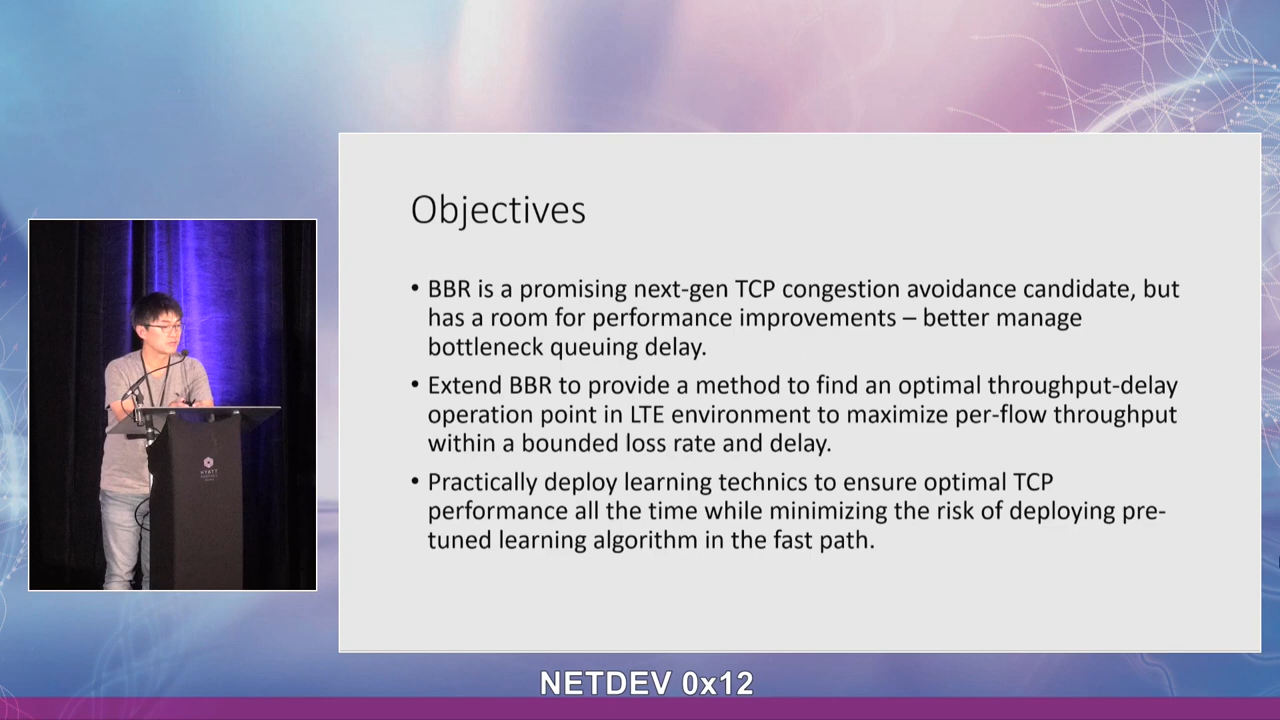 Objectives
• BBR is a promising next-gen TCP congestion avoidance candidate, but
has a room for performance improvements – better manage
bottleneck queuing delay.
• Extend BBR to provide a method to find an optimal throughput-delay
operation point in LTE environment to maximize per-flow throughput
within a bounded loss rate and delay.
• Practically deploy learning technics to ensure optimal TCP
performance all the time while minimizing the risk of deploying pre-
tuned learning algorithm in the fast path.
HYATT
NETDEV 0x12